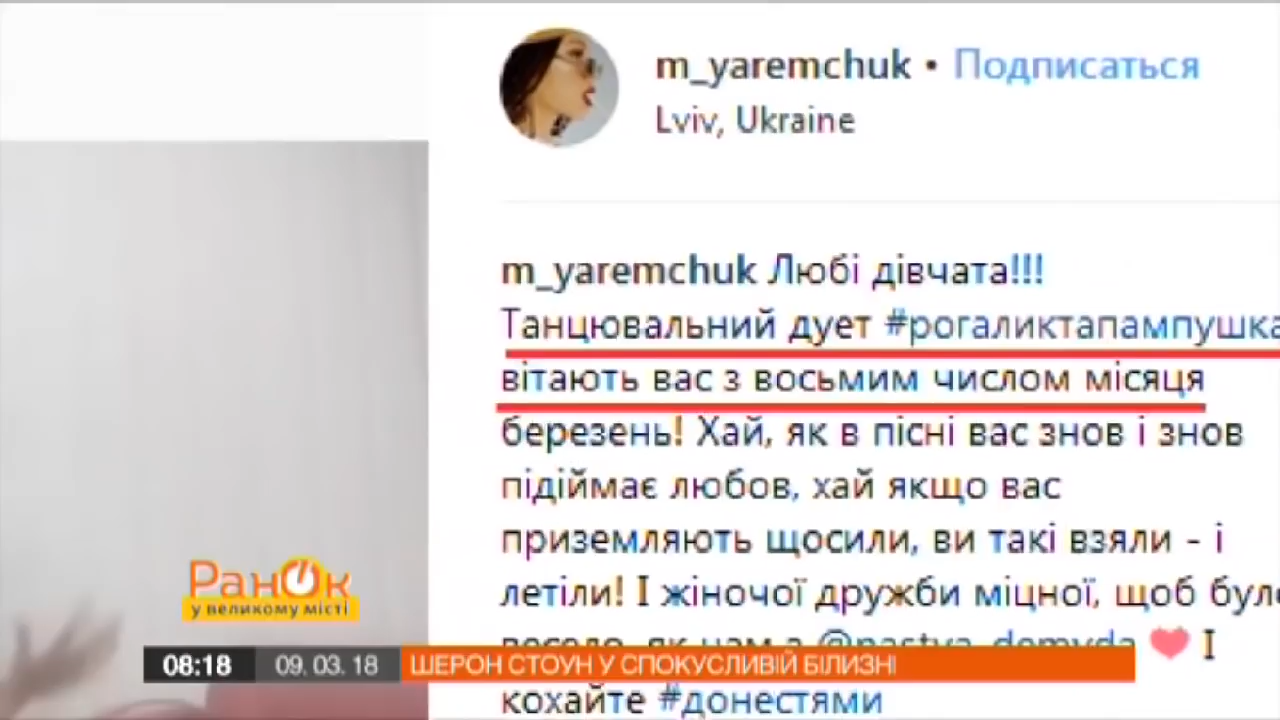 m_yaremchuk • Подписаться
Lviv, Ukraine
m_yaremchuk Любі дівчата!!!
Танцювальний дует #рогаликтапампушка
вітають вас з восьмим числом місяця
березень! Хай, як в пісні вас знов і знов
підіймає любов, хай якщо вас
приземляють щосили, ви такі взяли - і
летіли! І жіночої дружби міцної, щоб
весело, як нам з @nastya_demyda ❤ І
кохайте #донестями
Ранок
у великому місті
08:18 09. 03. 18 ШЕРОН СТОУН У СПОКУСЛИВІЙ БІЛИЗНІ